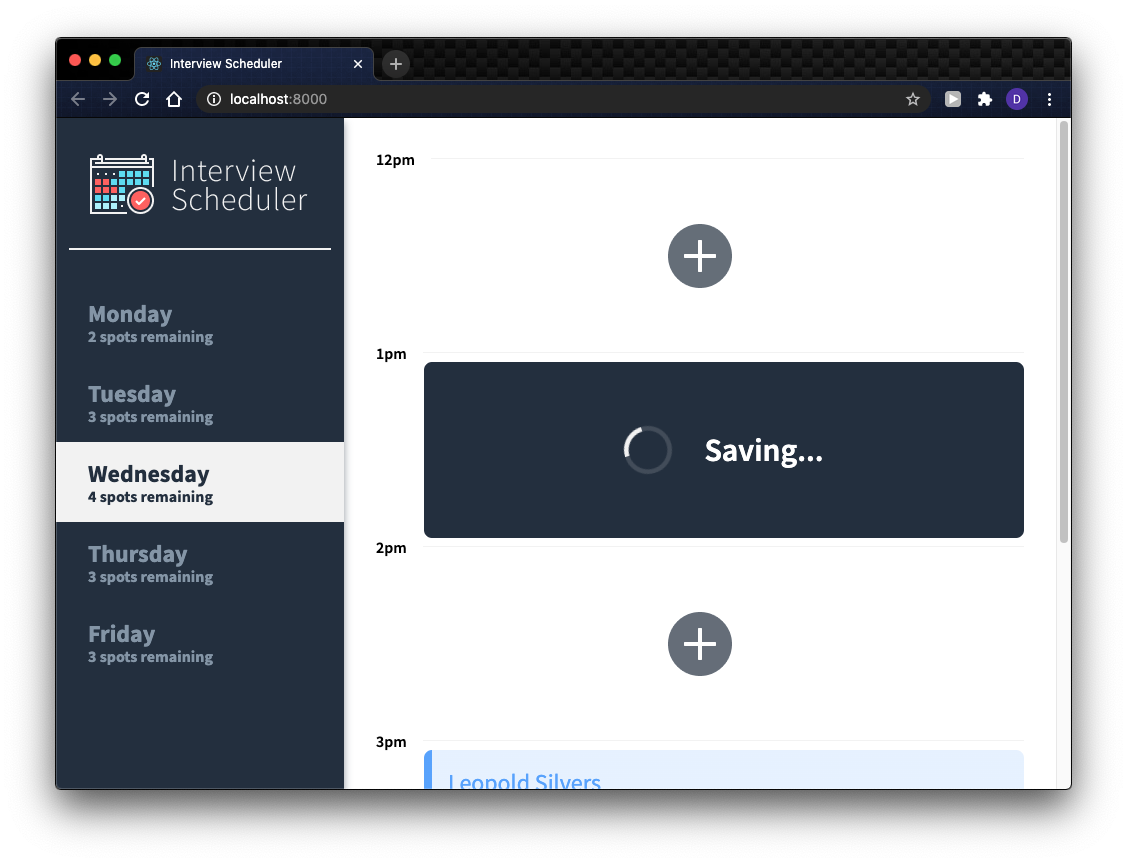 Interview Scheduler
localhost:8000
D
Interview
Scheduler
Monday
2 spots remaining
Tuesday
3 spots remaining
Wednesday
4 spots remaining
Thursday
3 spots remaining
Friday
3 spots remaining
12pm
1pm
Saving...
2pm
3pm
Leopold Silvers